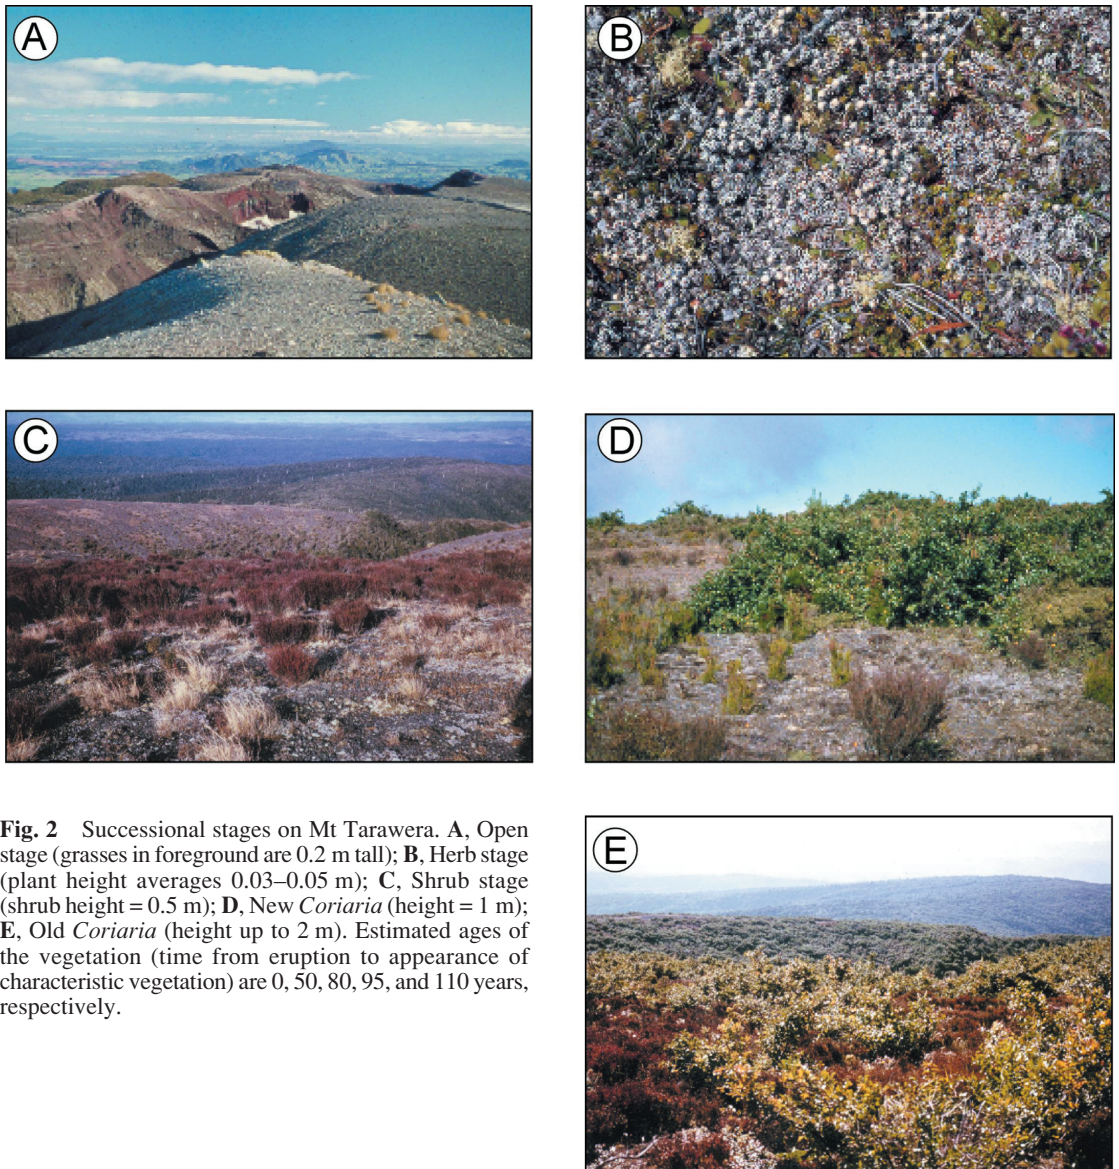 A
B
C
D
Fig. 2 Successional stages on Mt Tarawera. A, Open
stage (grasses in foreground are 0.2 m tall); B, Herb stage
(plant height averages 0.03–0.05 m); C, Shrub stage
(shrub height = 0.5 m); D, New Coriaria (height = 1 m);
E, Old Coriaria (height up to 2 m). Estimated ages of
the vegetation (time from eruption to appearance of
characteristic vegetation) are 0, 50, 80, 95, and 110 years,
respectively.
E